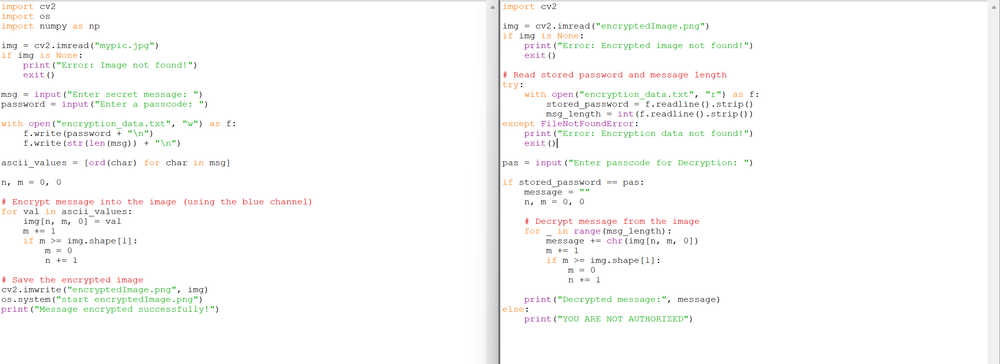 import cv2
import os
import numpy as np

img = cv2.imread("mypic.jpg")
if img is None:
    print("Error: Image not found!")
    exit()

msg = input("Enter secret message: ")
password = input("Enter a passcode: ")

with open("encryption_data.txt", "w") as f:
    f.write(password + "\n")
    f.write(str(len(msg)) + "\n")

ascii_values = [ord(char) for char in msg]

n, m = 0, 0

# Encrypt message into the image (using the blue channel)
for val in ascii_values:
    img[n, m, 0] = val
    m += 1
    if m >= img.shape[1]:
        m = 0
        n += 1

# Save the encrypted image
cv2.imwrite("encryptedImage.png", img)
os.system("start encryptedImage.png")
print("Message encrypted successfully!")

import cv2

img = cv2.imread("encryptedImage.png")
if img is None:
    print("Error: Encrypted image not found!")
    exit()

# Read stored password and message length
try:
    with open("encryption_data.txt", "r") as f:
        stored_password = f.readline().strip()
        msg_length = int(f.readline().strip())
except FileNotFoundError:
    print("Error: Encryption data not found!")
    exit()

pas = input("Enter passcode for Decryption: ")

if stored_password == pas:
    message = ""
    n, m = 0, 0

    # Decrypt message from the image
    for _ in range(msg_length):
        message += chr(img[n, m, 0])
        m += 1
        if m >= img.shape[1]:
            m = 0
            n += 1

    print("Decrypted message:", message)
else:
    print("YOU ARE NOT AUTHORIZED")